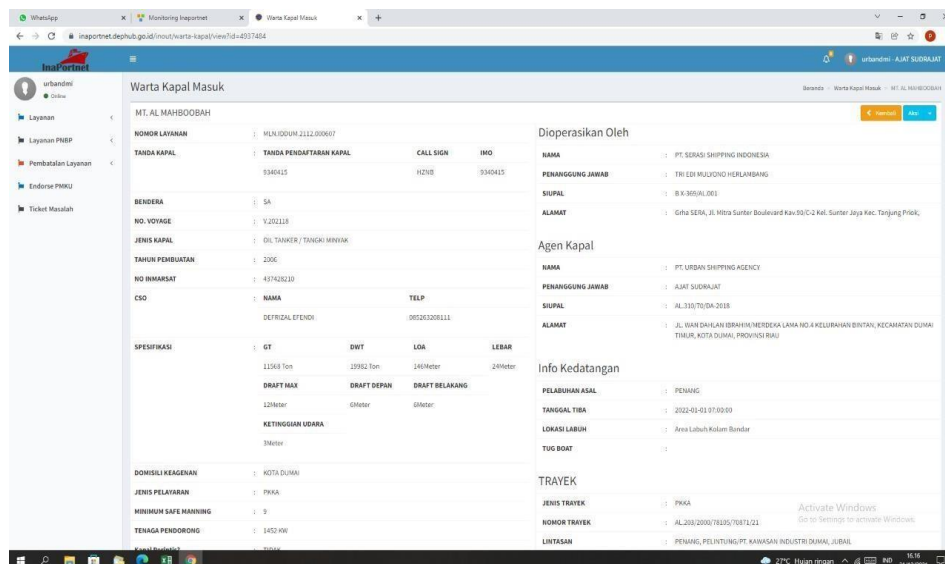 WhatsApp
Monitoring Inaportnet
Warta Kapal Masuk
inaportnet.dephub.go.id/inout/warta-kapal/view?id=4937484
InaPortnet
urbandmi - AJAT SUDRAJAT
urbandmi
Online
Layanan
Layanan PNBP
Pembatalan Layanan
Endorse PMKU
Ticket Masalah
Warta Kapal Masuk
Beranda > Warta Kapal Masuk > MT. AL MAHBOOBAH
MT. AL MAHBOOBAH
Kembali
Aksi
NOMOR LAYANAN : MLN.IDDUM.2112.000607
TANDA KAPAL : TANDA PENDAFTARAN KAPAL CALL SIGN IMO
9340415 HZNB 9340415
BENDERA : SA
NO. VOYAGE : V.202118
JENIS KAPAL : OIL TANKER / TANGKI MINYAK
TAHUN PEMBUATAN : 2006
NO INMARSAT : 437428210
CSO : NAMA TELP
DEFRIZAL EFENDI 085263208111
SPESIFIKASI : GT DWT LOA LEBAR
11568 Ton 19982 Ton 146Meter 24Meter
DRAFT MAX DRAFT DEPAN DRAFT BELAKANG
12Meter 6Meter 6Meter
KETINGGIAN UDARA
3Meter
DOMISILI KEAGENAN : KOTA DUMAI
JENIS PELAYARAN : PKKA
MINIMUM SAFE MANNING : 9
TENAGA PENDORONG : 1452 KW
Kapal Perintis? : TIDAK
Dioperasikan Oleh
NAMA : PT. SERASI SHIPPING INDONESIA
PENANGGUNG JAWAB : TRI EDI MULYONO HERLAMBANG
SIUPAL : B X-369/AL.001
ALAMAT : Grha SERA, Jl. Mitra Sunter Boulevard Kav.90/C-2 Kel. Sunter Jaya Kec. Tanjung Priok,
Agen Kapal
NAMA : PT. URBAN SHIPPING AGENCY
PENANGGUNG JAWAB : AJAT SUDRAJAT
SIUPAL : AL.310/70/DA-2018
ALAMAT : JL. WAN DAHLAN IBRAHIM/MERDEKA LAMA NO.4 KELURAHAN BINTAN, KECAMATAN DUMAI
TIMUR, KOTA DUMAI, PROVINSI RIAU
Info Kedatangan
PELABUHAN ASAL : PENANG
TANGGAL TIBA : 2022-01-01 07:00:00
LOKASI LABUH : Area Labuh Kolam Bandar
TUG BOAT :
TRAYEK
JENIS TRAYEK : PKKA
NOMOR TRAYEK : AL.203/2000/78105/70871/21
LINTASAN : PENANG, PELINTUNG/PT. KAWASAN INDUSTRI DUMAI, JUBAIL
Activate Windows
Go to Settings to activate Windows.
27°C Hujan ringan
IND
16.16